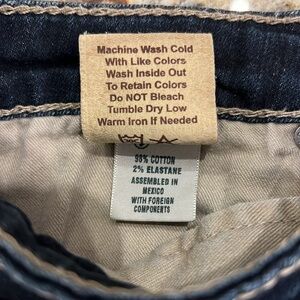 Machine Wash Cold
With Like Colors
Wash Inside Out
To Retain Colors
Do NOT Bleach
Tumble Dry Low
Warm Iron If Needed
98% COTTON
2% ELASTANE
ASSEMBLED IN
MEXICO
WITH FOREIGN
COMPONENTS